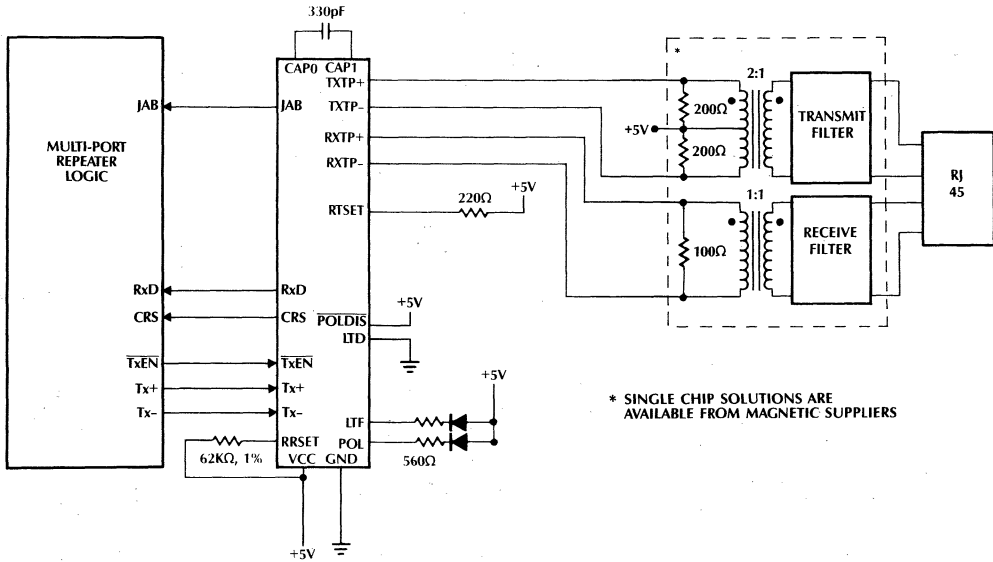 330pF
CAP0 CAP1
JAB
JAB
MULTI-PORT
REPEATER
LOGIC
TXTP+
TXTP–
RXTP+
RXTP–
RTSET
220Ω
+5V
RxD
RxD
CRS
CRS
POLDIS
+5V
LTD
TxEN
TxEN
Tx+
Tx+
Tx–
Tx–
LTF
POL
560Ω
+5V
RRSET
62KΩ, 1%
VCC GND
+5V
*
2:1
200Ω
+5V
200Ω
TRANSMIT
FILTER
1:1
100Ω
RECEIVE
FILTER
RJ
45
* SINGLE CHIP SOLUTIONS ARE
AVAILABLE FROM MAGNETIC SUPPLIERS